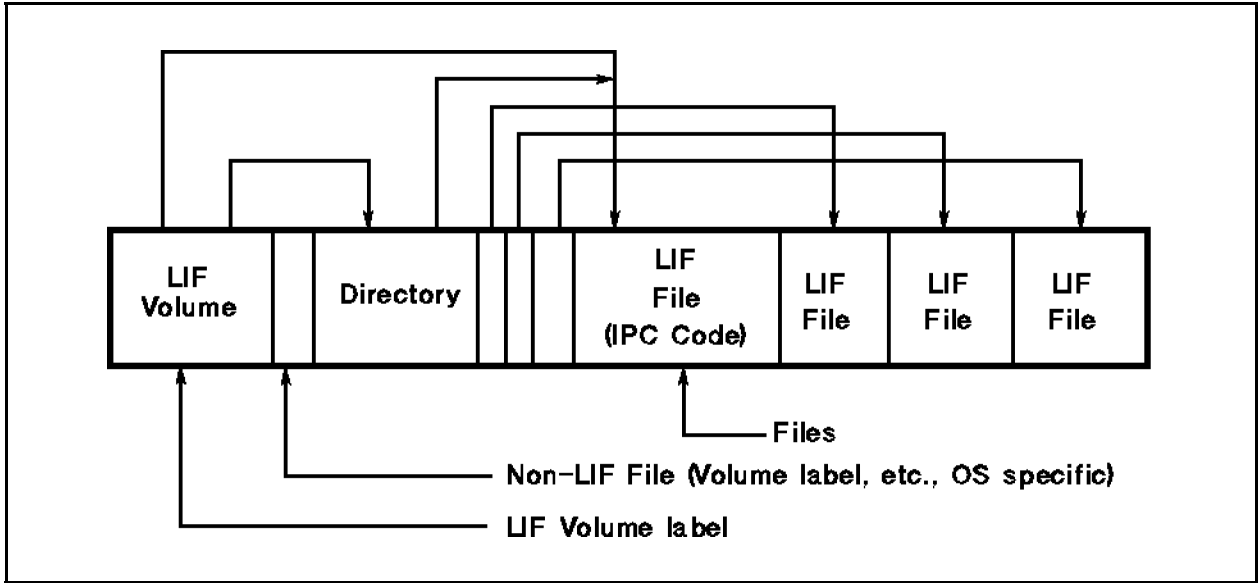 LIF
Volume
Directory
LIF
File
(IPC Code)
LIF
File
LIF
File
LIF
File
Files
Non-LIF File (Volume label, etc., OS specific)
LIF Volume label